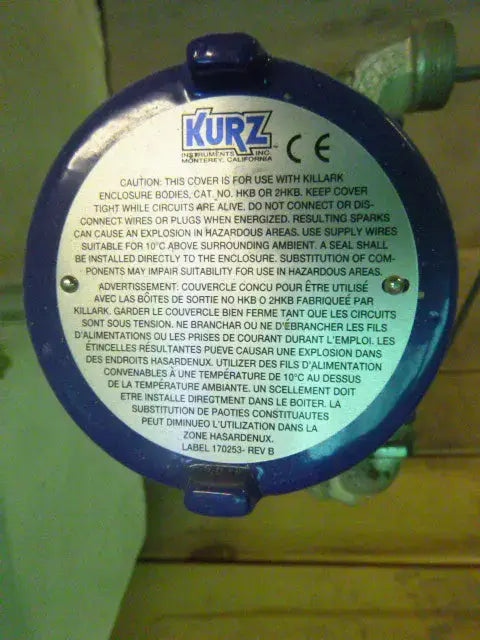 KURZ
INSTRUMENTS INC.
MONTEREY, CALIFORNIA
CE
CAUTION: THIS COVER IS FOR USE WITH KILLARK
ENCLOSURE BODIES, CAT. NO. HKB OR 2HKB. KEEP COVER
TIGHT WHILE CIRCUITS ARE ALIVE, DO NOT CONNECT OR DIS-
CONNECT WIRES OR PLUGS WHEN ENERGIZED. RESULTING SPARKS
CAN CAUSE AN EXPLOSION IN HAZARDOUS AREAS. USE SUPPLY WIRES
SUITABLE FOR 10°C ABOVE SURROUNDING AMBIENT. A SEAL SHALL
BE INSTALLED DIRECTLY TO THE ENCLOSURE. SUBSTITUTION OF COM-
PONENTS MAY IMPAIR SUITABILITY FOR USE IN HAZARDOUS AREAS.
ADVERTISSEMENT: COUVERCLE CONCU POUR ÊTRE UTILISÉ
AVEC LAS BÔITES DE SORTIE NO HKB O 2HKB FABRIQUEÉ PAR
KILLARK. GARDER LE COUVERCLE BIEN FERME TANT QUE LES CIRCUITS
SONT SOUS TENSION. NE BRANCHAR OU NE D'ÉBRANCHER LES FILS
D'ALIMENTATIONS OU LES PRISES DE COURANT DURANT L'EMPLOI. LES
ÉTINCELLES RÉSULTANTES PUEVE CAUSAR UNE EXPLOSION DANS
DES ENDROITS HASARDENUX. UTILIZER DES FILS D'ALIMENTATION
CONVENABLES À UNE TEMPÉRATURE DE 10°C AU DESSUS
DE LA TEMPÉRATURE AMBIANTE. UN SCELLEMENT DOIT
ETRE INSTALLE DIREGTMENT DANS LE BOITER. LA
SUBSTITUTION DE PAOTIES CONSTITUAUTES
PEUT DIMINUEO L'UTILIZATION DANS LA
ZONE HASARDENUX.
LABEL 170253- REV B